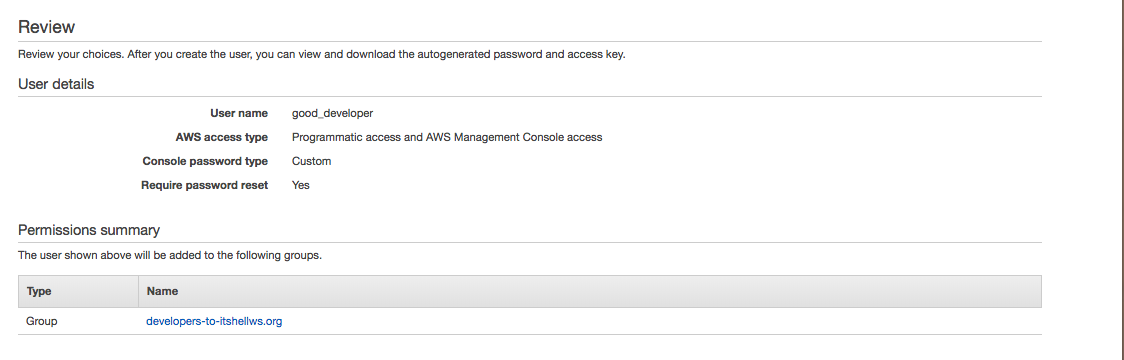 Review
Review your choices. After you create the user, you can view and download the autogenerated password and access key.
User details
User name good_developer
AWS access type Programmatic access and AWS Management Console access
Console password type Custom
Require password reset Yes
Permissions summary
The user shown above will be added to the following groups.
Type Name
Group developers-to-itshellws.org